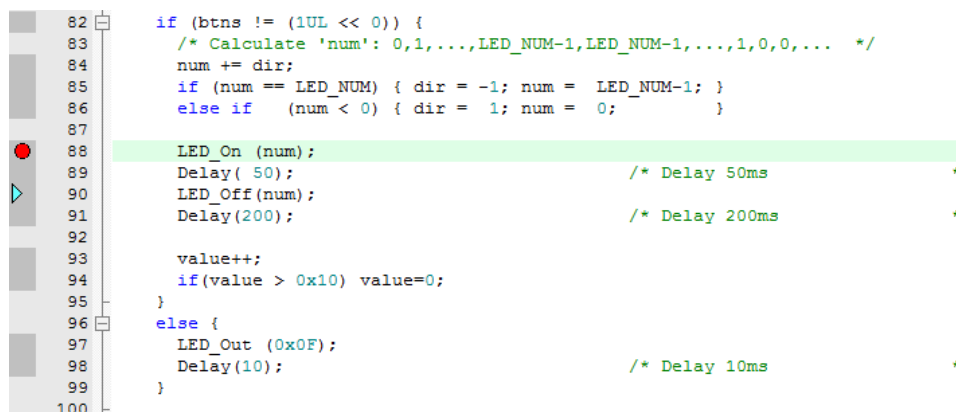 82 if (btns != (1UL << 0)) {
83 /* Calculate 'num': 0,1,...,LED_NUM-1,LED_NUM-1,...,1,0,0,... */
84 num += dir;
85 if (num == LED_NUM) { dir = -1; num = LED_NUM-1; }
86 else if (num < 0) { dir = 1; num = 0; }
87
88 LED_On (num);
89 Delay( 50); /* Delay 50ms *
90 LED_Off(num);
91 Delay(200); /* Delay 200ms *
92
93 value++;
94 if(value > 0x10) value=0;
95 }
96 else {
97 LED_Out (0x0F);
98 Delay(10); /* Delay 10ms *
99 }
100